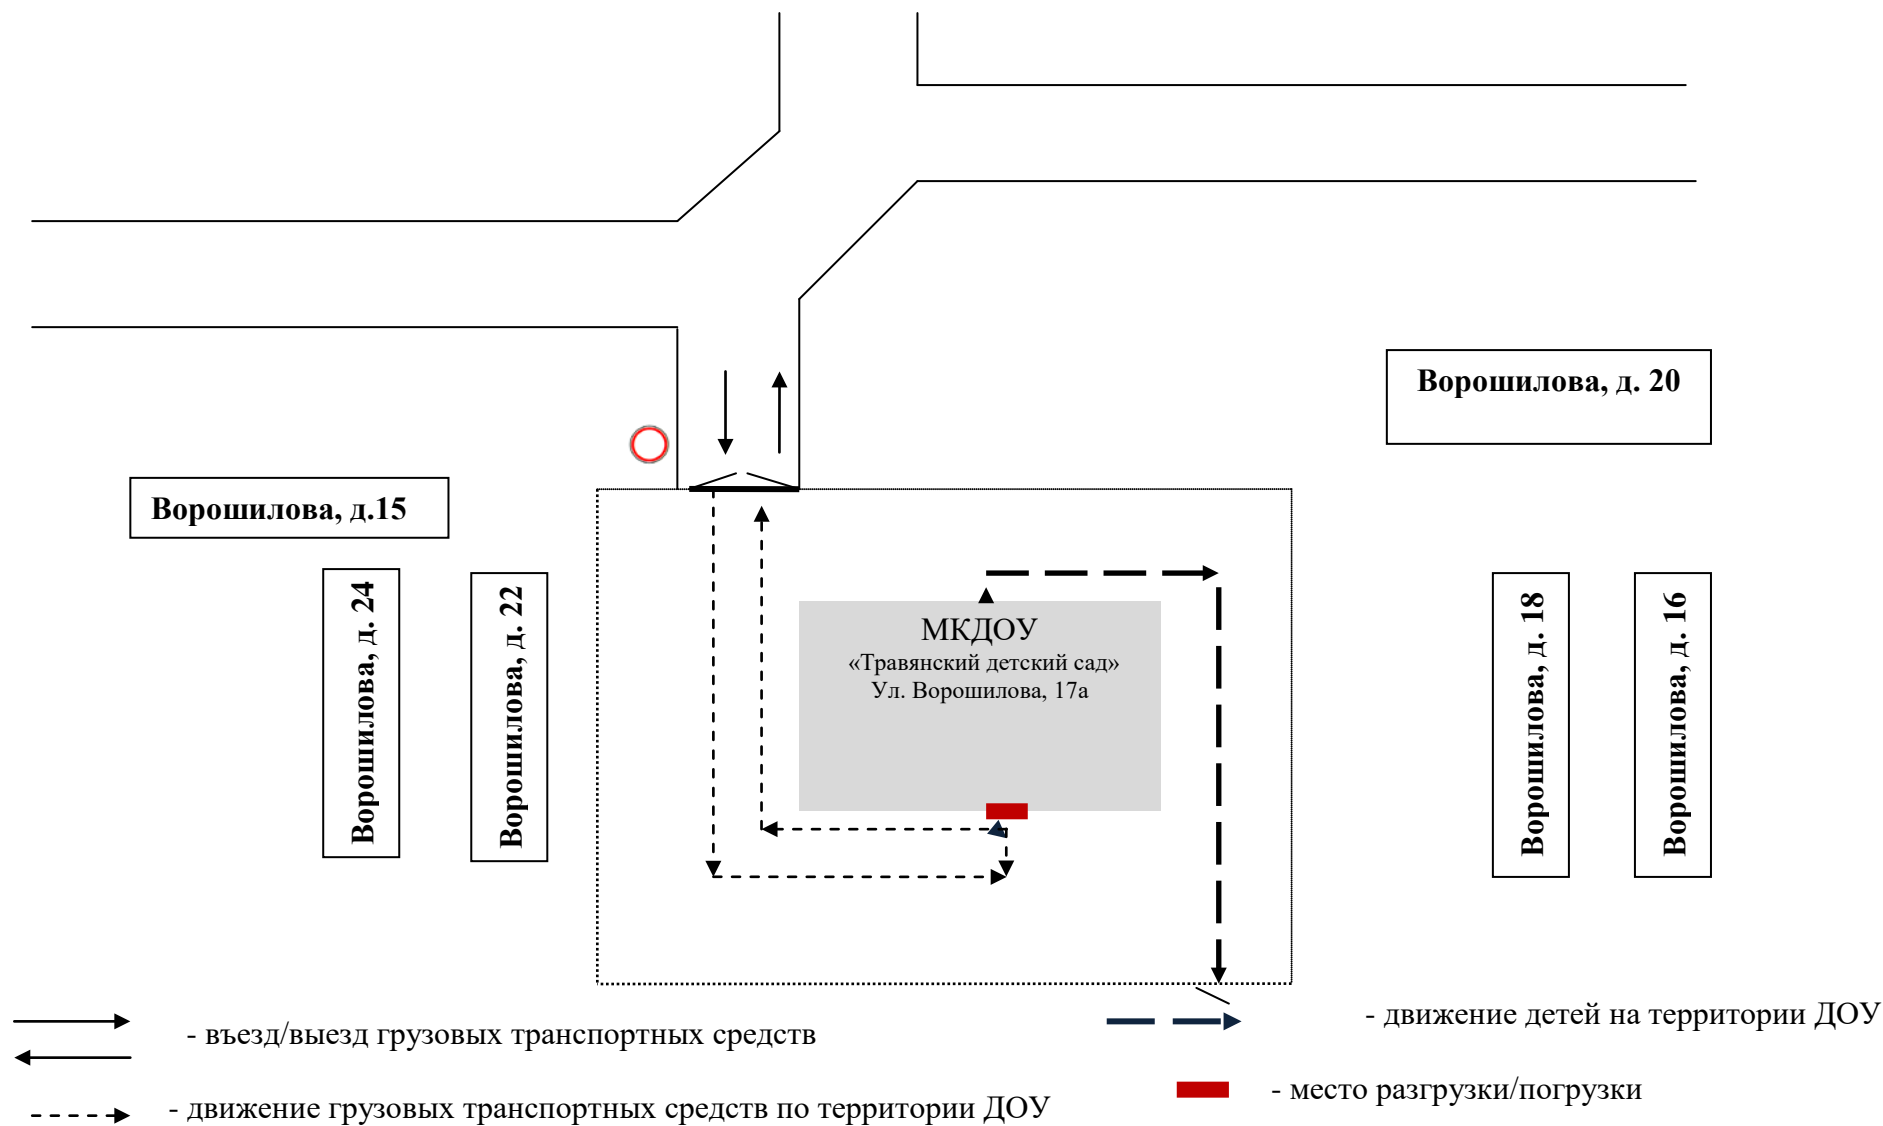 Ворошилова, д. 20
Ворошилова, д.15
Ворошилова, д. 24
Ворошилова, д. 22
МКДОУ
«Травянский детский сад»
Ул. Ворошилова, 17а
Ворошилова, д. 18
Ворошилова, д. 16
- въезд/выезд грузовых транспортных средств
- движение детей на территории ДОУ
- движение грузовых транспортных средств по территории ДОУ
- место разгрузки/погрузки